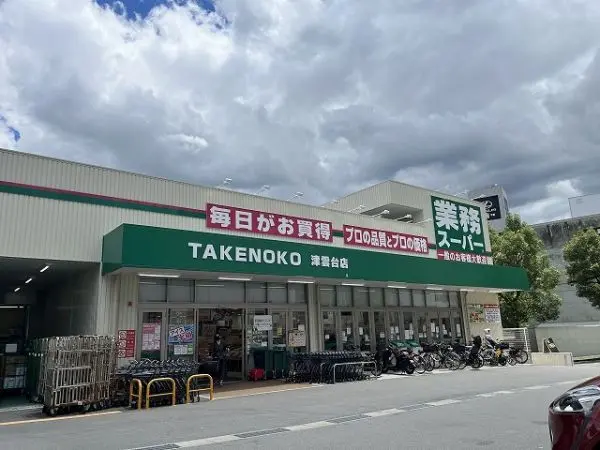 毎日がお買得
プロの品質とプロの価格
業務
スーパー
一般のお客様大歓迎
TAKENOKO 津雲台店